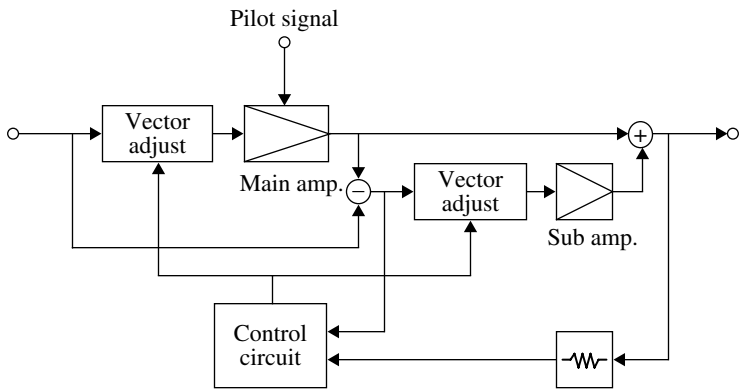 Pilot signal
Vector
adjust
+
Main amp.
−
Vector
adjust
Sub amp.
Control
circuit